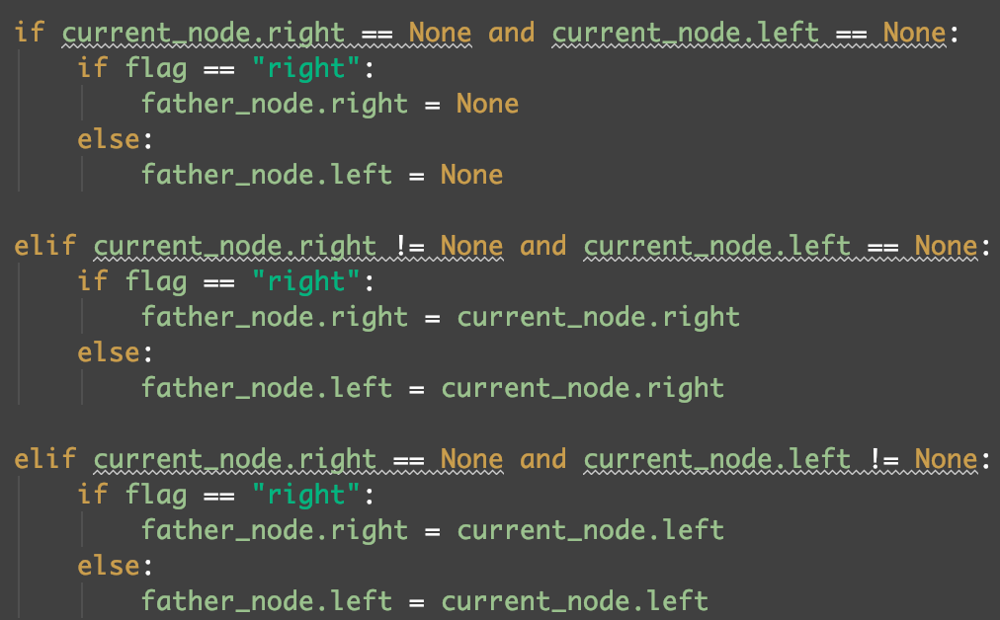 if current_node.right == None and current_node.left == None:
    if flag == "right":
        father_node.right = None
    else:
        father_node.left = None

elif current_node.right != None and current_node.left == None:
    if flag == "right":
        father_node.right = current_node.right
    else:
        father_node.left = current_node.right

elif current_node.right == None and current_node.left != None:
    if flag == "right":
        father_node.right = current_node.left
    else:
        father_node.left = current_node.left